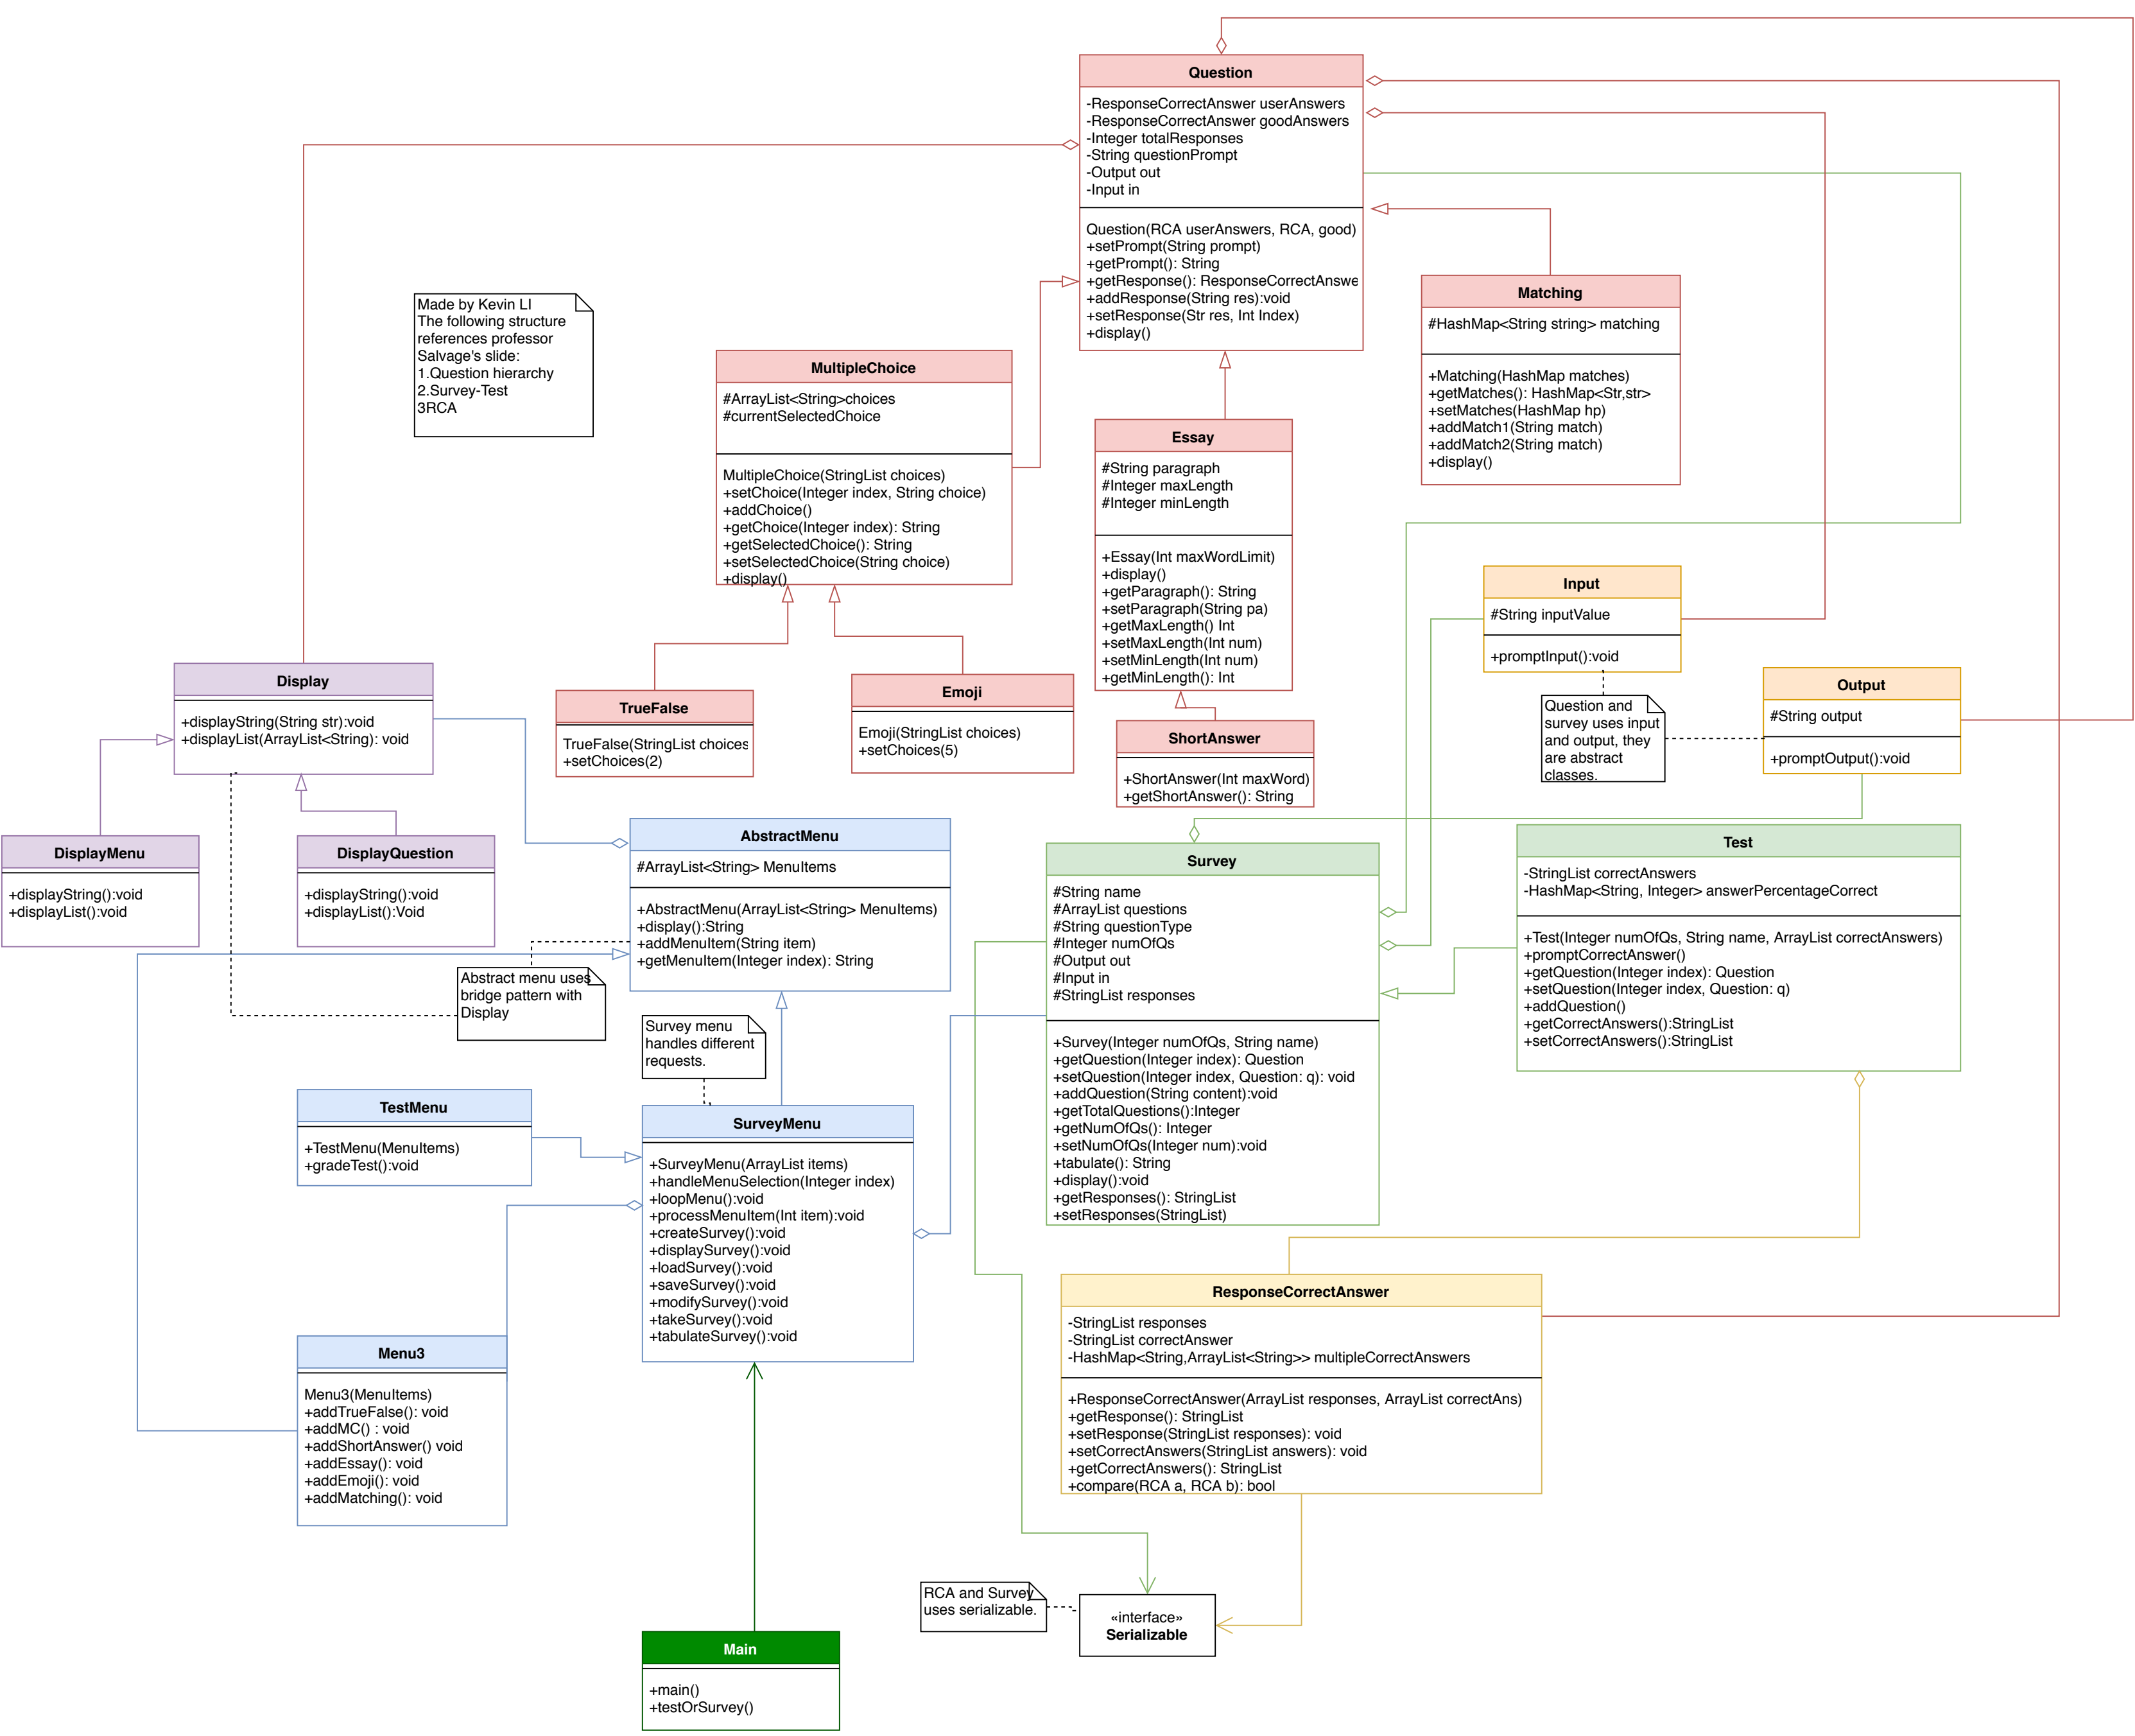 Question
-ResponseCorrectAnswer userAnswers
-ResponseCorrectAnswer goodAnswers
-Integer totalResponses
-String questionPrompt
-Output out
-Input in
Question(RCA userAnswers, RCA, good)
+setPrompt(String prompt)
+getPrompt(): String
+getResponse(): ResponseCorrectAnswe
+addResponse(String res):void
+setResponse(Str res, Int Index)
+display()
Made by Kevin LI
The following structure
references professor
Salvage's slide:
1.Question hierarchy
2.Survey-Test
3RCA
Matching
#HashMap<String string> matching
+Matching(HashMap matches)
+getMatches(): HashMap<Str,str>
+setMatches(HashMap hp)
+addMatch1(String match)
+addMatch2(String match)
+display()
MultipleChoice
#ArrayList<String>choices
#currentSelectedChoice
MultipleChoice(StringList choices)
+setChoice(Integer index, String choice)
+addChoice()
+getChoice(Integer index): String
+getSelectedChoice(): String
+setSelectedChoice(String choice)
+display()
Essay
#String paragraph
#Integer maxLength
#Integer minLength
+Essay(Int maxWordLimit)
+display()
+getParagraph(): String
+setParagraph(String pa)
+getMaxLength() Int
+setMaxLength(Int num)
+setMinLength(Int num)
+getMinLength(): Int
Input
#String inputValue
+promptInput():void
Output
#String output
+promptOutput():void
Question and
survey uses input
and output, they
are abstract
classes.
Display
+displayString(String str):void
+displayList(ArrayList<String): void
TrueFalse
TrueFalse(StringList choices
+setChoices(2)
Emoji
Emoji(StringList choices)
+setChoices(5)
ShortAnswer
+ShortAnswer(Int maxWord)
+getShortAnswer(): String
DisplayMenu
+displayString():void
+displayList():void
DisplayQuestion
+displayString():void
+displayList():Void
AbstractMenu
#ArrayList<String> MenuItems
+AbstractMenu(ArrayList<String> MenuItems)
+display():String
+addMenuItem(String item)
+getMenuItem(Integer index): String
Abstract menu uses
bridge pattern with
Display
Survey menu
handles different
requests.
Survey
#String name
#ArrayList questions
#String questionType
#Integer numOfQs
#Output out
#Input in
#StringList responses
+Survey(Integer numOfQs, String name)
+getQuestion(Integer index): Question
+setQuestion(Integer index, Question: q): void
+addQuestion(String content):void
+getTotalQuestions():Integer
+getNumOfQs(): Integer
+setNumOfQs(Integer num):void
+tabulate(): String
+display():void
+getResponses(): StringList
+setResponses(StringList)
Test
-StringList correctAnswers
-HashMap<String, Integer> answerPercentageCorrect
+Test(Integer numOfQs, String name, ArrayList correctAnswers)
+promptCorrectAnswer()
+getQuestion(Integer index): Question
+setQuestion(Integer index, Question: q)
+addQuestion()
+getCorrectAnswers():StringList
+setCorrectAnswers():StringList
TestMenu
+TestMenu(MenuItems)
+gradeTest():void
SurveyMenu
+SurveyMenu(ArrayList items)
+handleMenuSelection(Integer index)
+loopMenu():void
+processMenuItem(Int item):void
+createSurvey():void
+displaySurvey():void
+loadSurvey():void
+saveSurvey():void
+modifySurvey():void
+takeSurvey():void
+tabulateSurvey():void
Menu3
Menu3(MenuItems)
+addTrueFalse(): void
+addMC() : void
+addShortAnswer() void
+addEssay(): void
+addEmoji(): void
+addMatching(): void
ResponseCorrectAnswer
-StringList responses
-StringList correctAnswer
-HashMap<String,ArrayList<String>> multipleCorrectAnswers
+ResponseCorrectAnswer(ArrayList responses, ArrayList correctAns)
+getResponse(): StringList
+setResponse(StringList responses): void
+setCorrectAnswers(StringList answers): void
+getCorrectAnswers(): StringList
+compare(RCA a, RCA b): bool
RCA and Survey
uses serializable.
«interface»
Serializable
Main
+main()
+testOrSurvey()